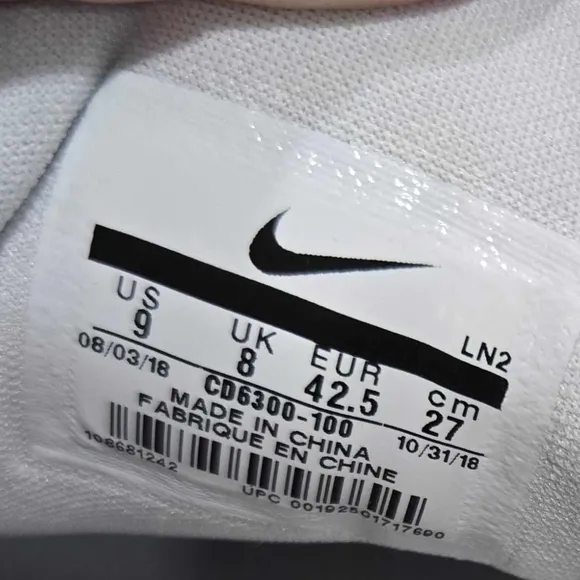 LN2
US UK EUR cm
9 8 42.5 27
08/03/18 10/31/18
CD6300-100
MADE IN CHINA
FABRIQUE EN CHINE
UPC 00192501717690